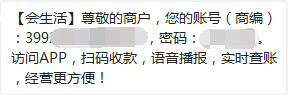 【会生活】尊敬的商户，您的账号（商编）
：399，密码：。
访问APP，扫码收款，语音播报，实时查账
，经营更方便！